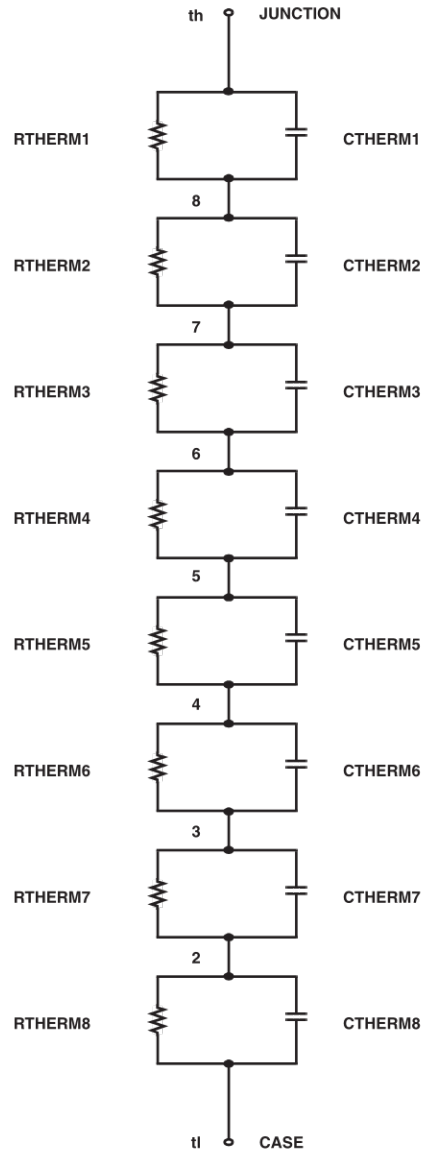 th JUNCTION
RTHERM1 CTHERM1
8
RTHERM2 CTHERM2
7
RTHERM3 CTHERM3
6
RTHERM4 CTHERM4
5
RTHERM5 CTHERM5
4
RTHERM6 CTHERM6
3
RTHERM7 CTHERM7
2
RTHERM8 CTHERM8
tl CASE